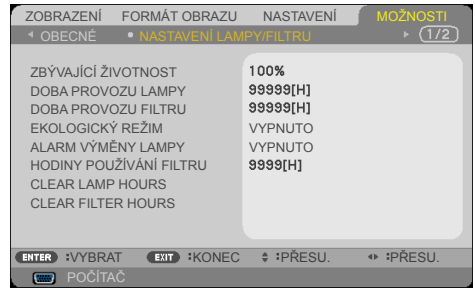 ZOBRAZENÍ FORMÁT OBRAZU NASTAVENÍ MOŽNOSTI
OBECNÉ • NASTAVENÍ LAMPY/FILTRU (1/2)
ZBÝVAJÍCÍ ŽIVOTNOST 100%
DOBA PROVOZU LAMPY 99999[H]
DOBA PROVOZU FILTRU 99999[H]
EKOLOGICKÝ REŽIM VYPNUTO
ALARM VÝMĚNY LAMPY VYPNUTO
HODINY POUŽÍVÁNÍ FILTRU 9999[H]
CLEAR LAMP HOURS
CLEAR FILTER HOURS
ENTER :VYBRAT EXIT :KONEC :PŘESU. :PŘESU.
POČÍTAČ